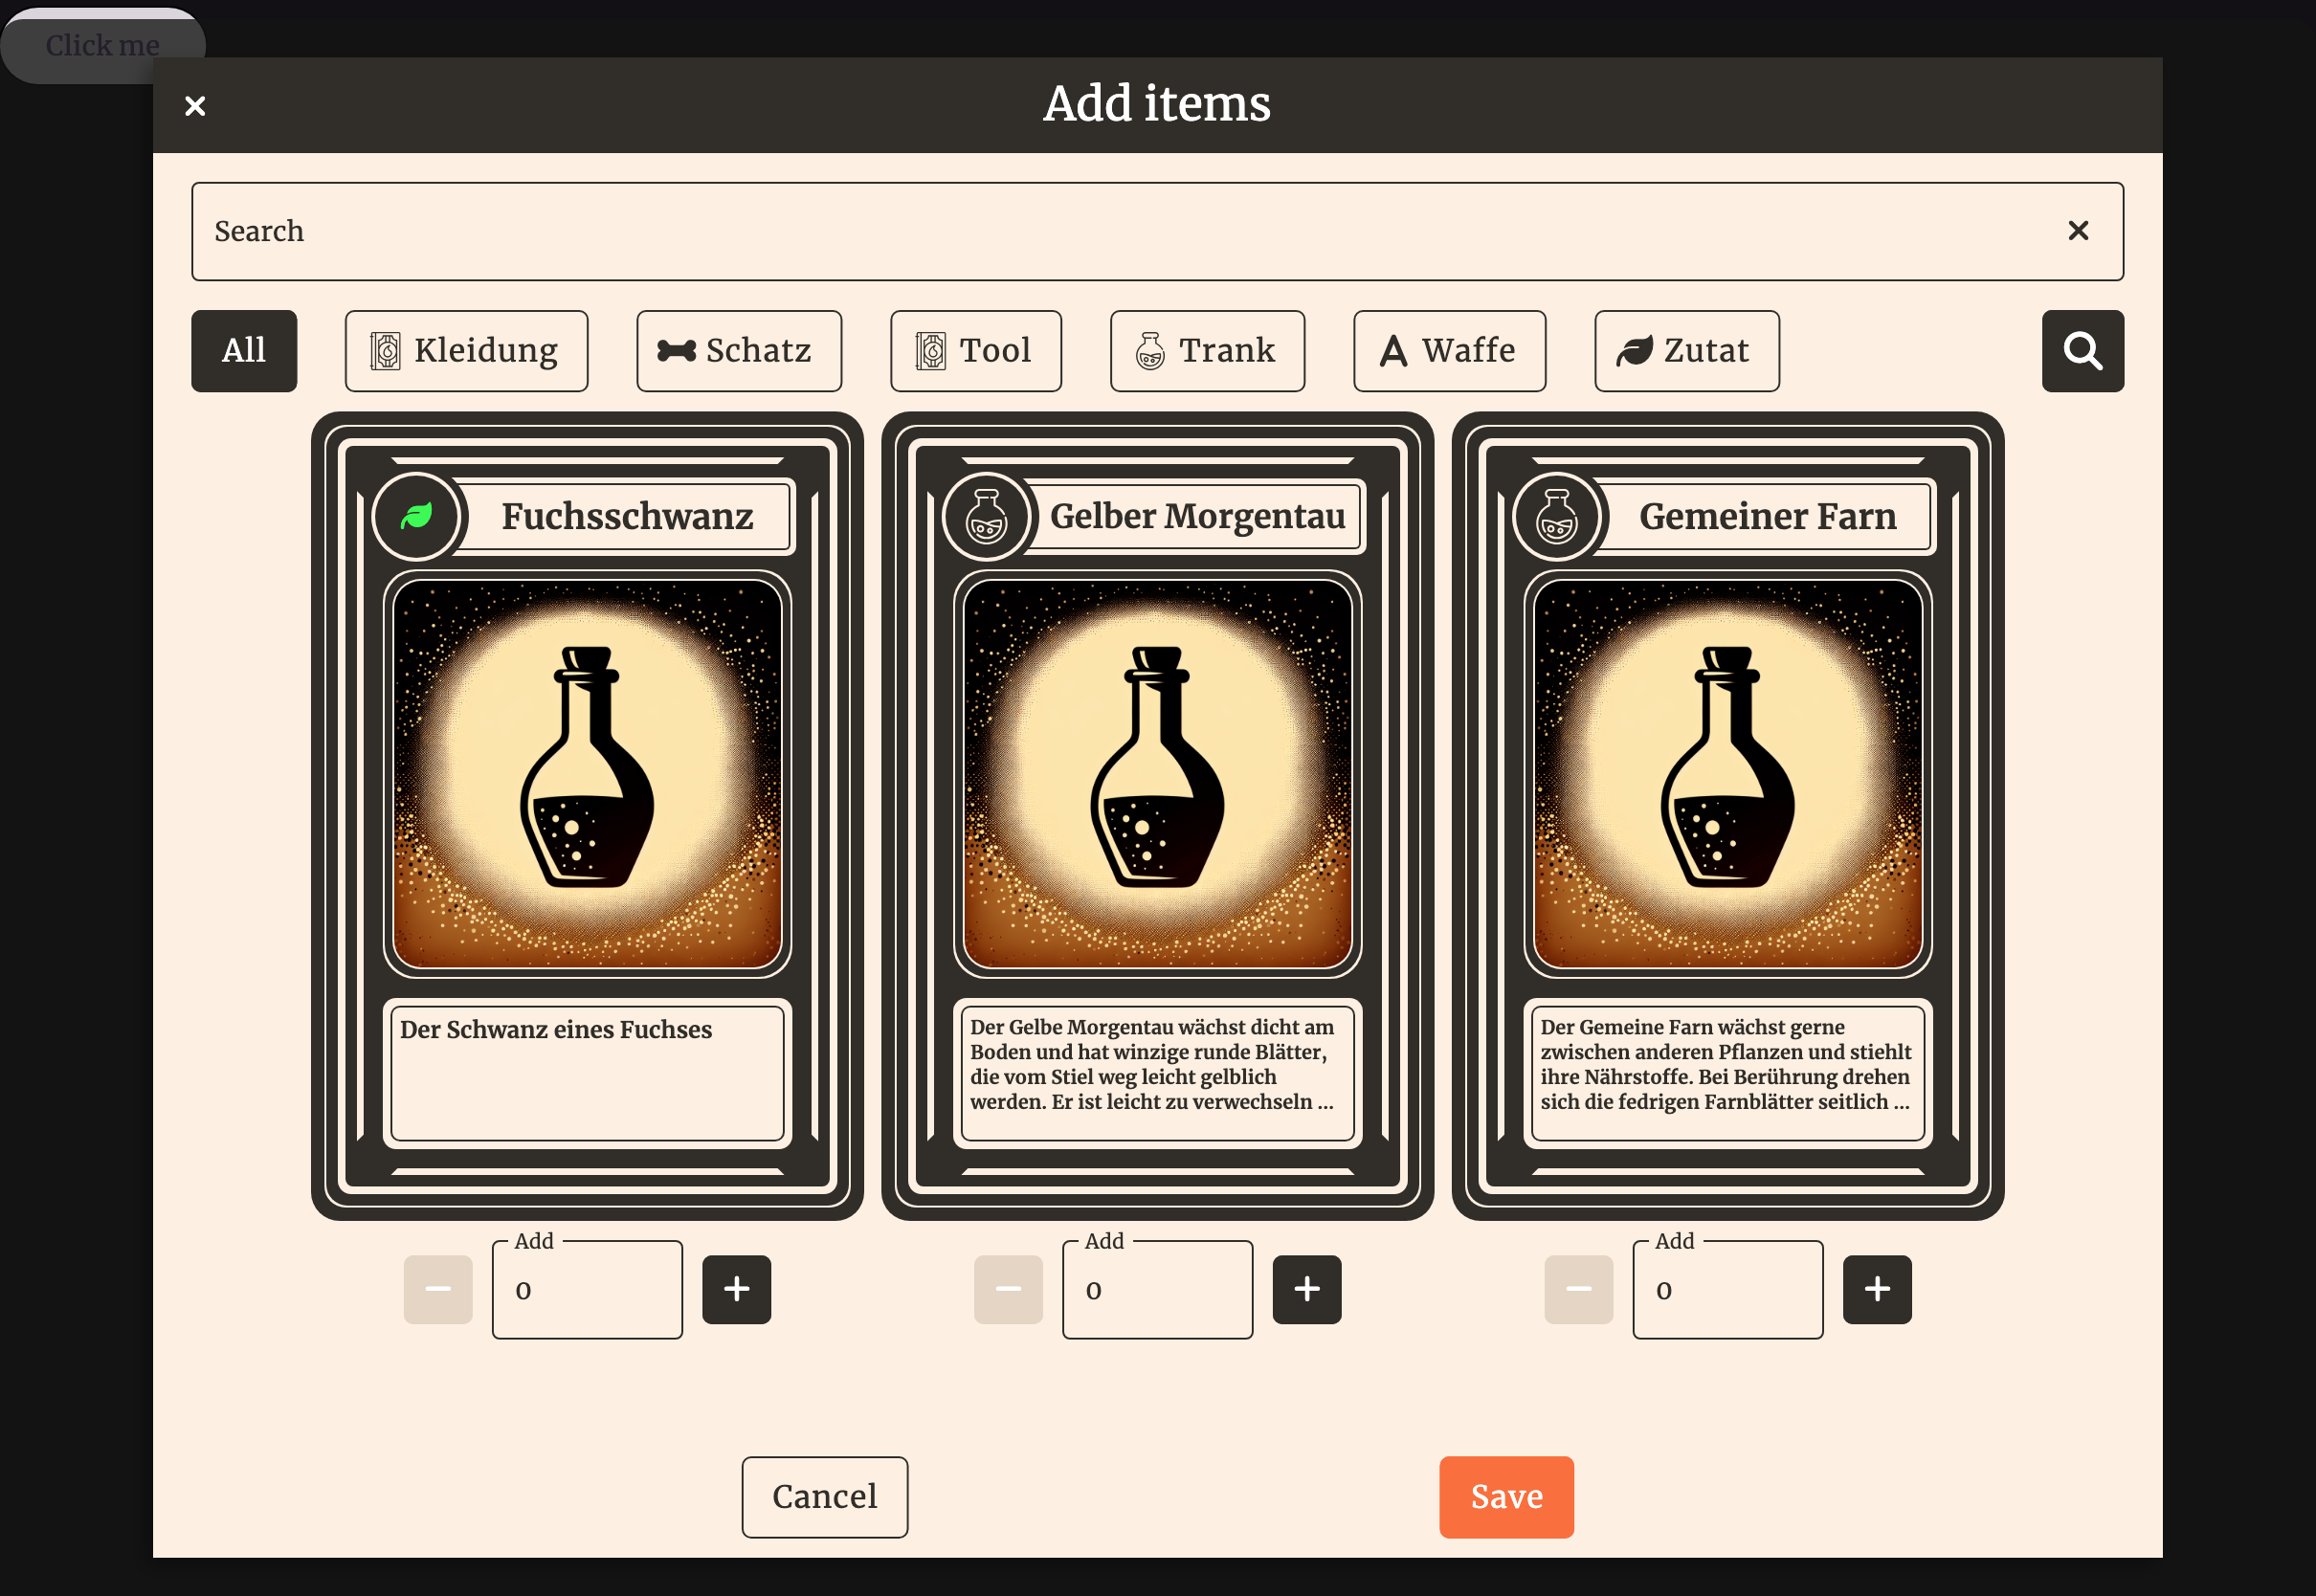 Click me
Add items
Search
All
Kleidung
Schatz
Tool
Trank
Waffe
Zutat
Fuchsschwanz
Der Schwanz eines Fuchses
Add
0
Gelber Morgentau
Der Gelbe Morgentau wächst dicht am
Boden und hat winzige runde Blätter,
die vom Stiel weg leicht gelblich
werden. Er ist leicht zu verwechseln ...
Add
0
Gemeiner Farn
Der Gemeine Farn wächst gerne
zwischen anderen Pflanzen und stiehlt
ihre Nährstoffe. Bei Berührung drehen
sich die fedrigen Farnblätter seitlich ...
Add
0
Cancel
Save